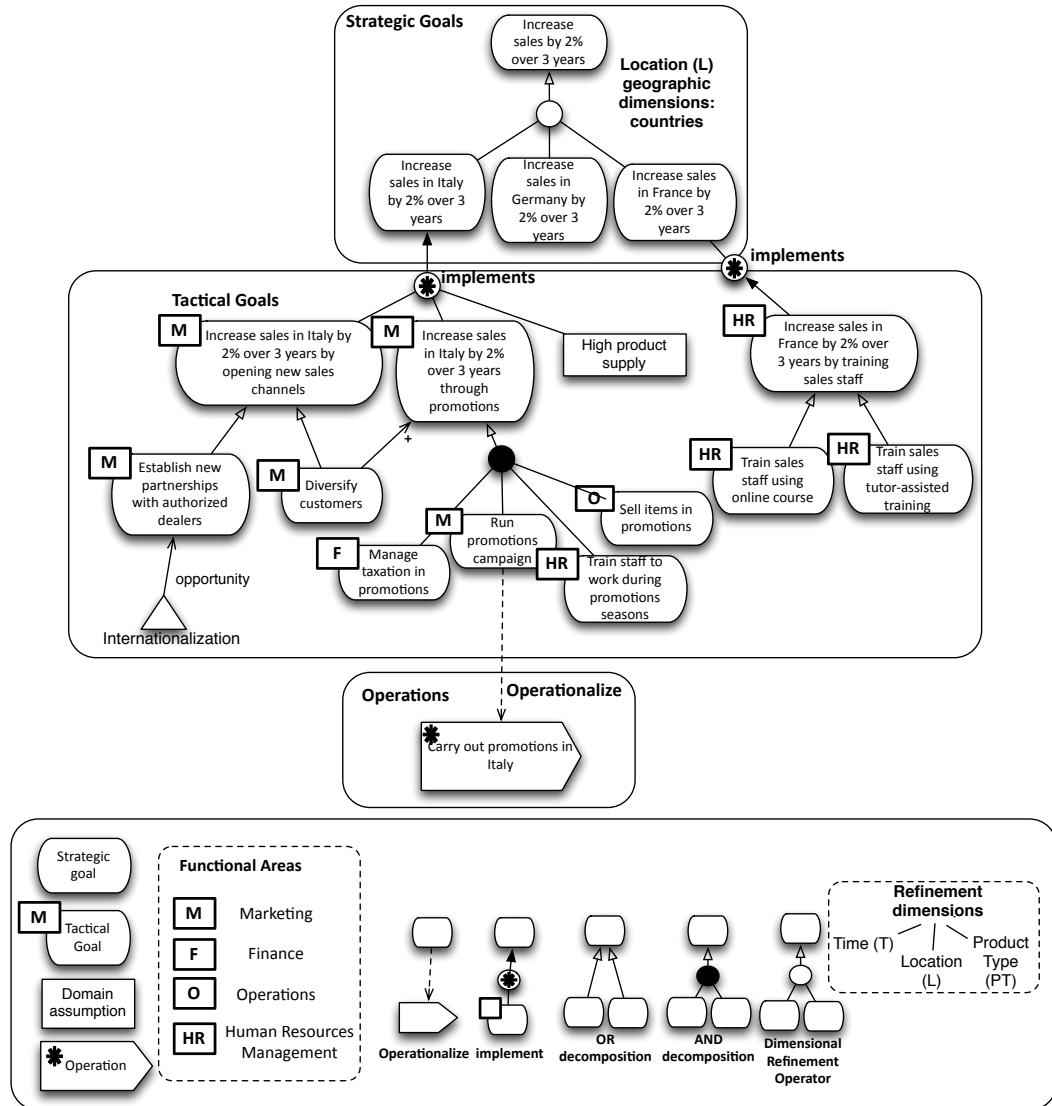 Strategic Goals
Increase
sales by 2%
over 3 years
Location (L)
geographic
dimensions:
countries
Increase
sales in Italy
by 2% over 3
years
Increase
sales in
Germany by
2% over 3
years
Increase sales
in France by
2% over 3
years
implements
implements
Tactical Goals
M
Increase sales in Italy by
2% over 3 years by
opening new sales
channels
M
Increase sales
in Italy by 2%
over 3 years
through
promotions
High product
supply
HR
Increase sales in
France by 2% over
3 years by training
sales staff
+
M
Establish new
partnerships
with authorized
dealers
M
Diversify
customers
HR
Train sales
staff using
online course
HR
Train sales
staff using
tutor-assisted
training
O
Sell items in
promotions
M
Run
promotions
campaign
F
Manage
taxation in
promotions
HR
Train staff to
work during
promotions
seasons
opportunity
Internationalization
Operations
Operationalize
Carry out promotions in
Italy
Strategic
goal
M
Tactical
Goal
Domain
assumption
Operation
Functional Areas
M
Marketing
F
Finance
O
Operations
HR
Human Resources
Management
Operationalize
implement
OR
decomposition
AND
decomposition
Dimensional
Refinement
Operator
Refinement
dimensions
Time (T)
Location
(L)
Product
Type
(PT)